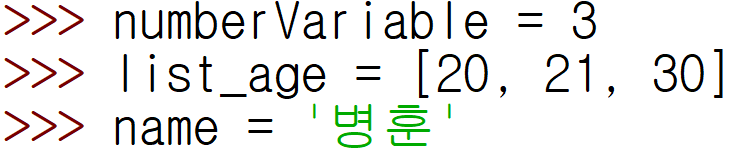 >>> numberVariable = 3
>>> list_age = [20, 21, 30]
>>> name = '병훈'